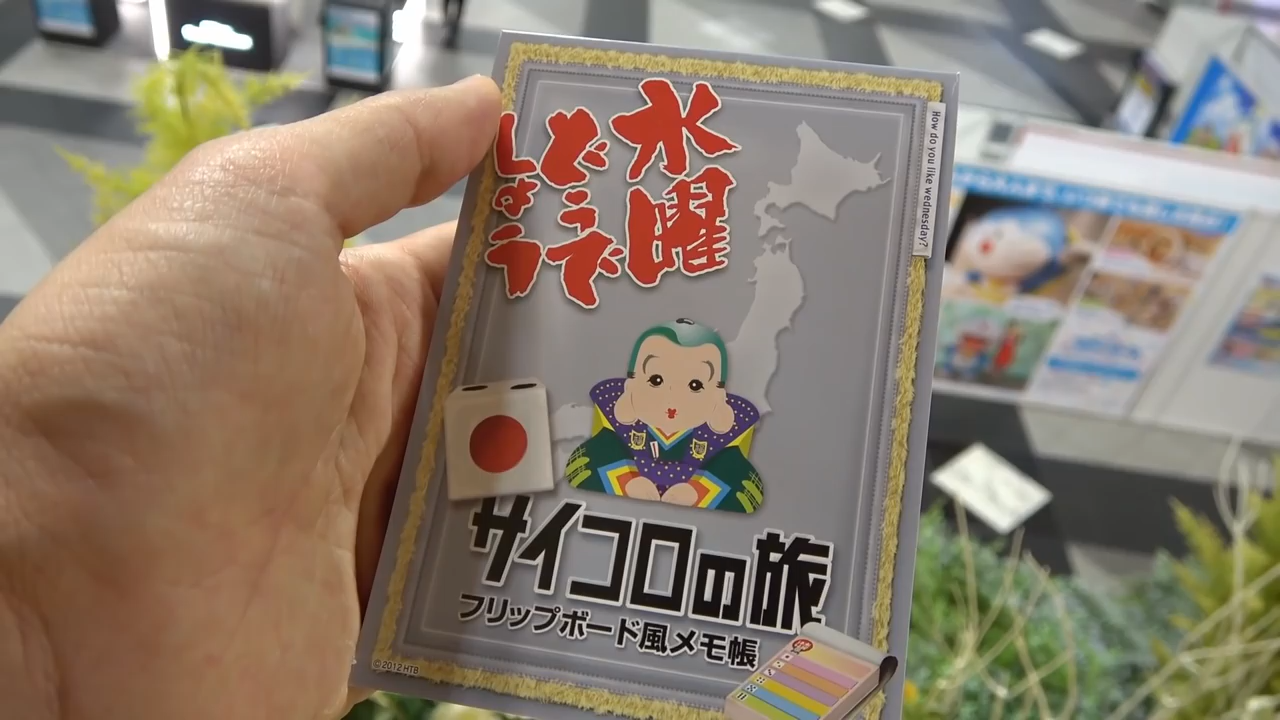 水曜
どうで
しょう
How do you like wednesday?
サイコロの旅
フリップボード風メモ帳
©2012 HTB